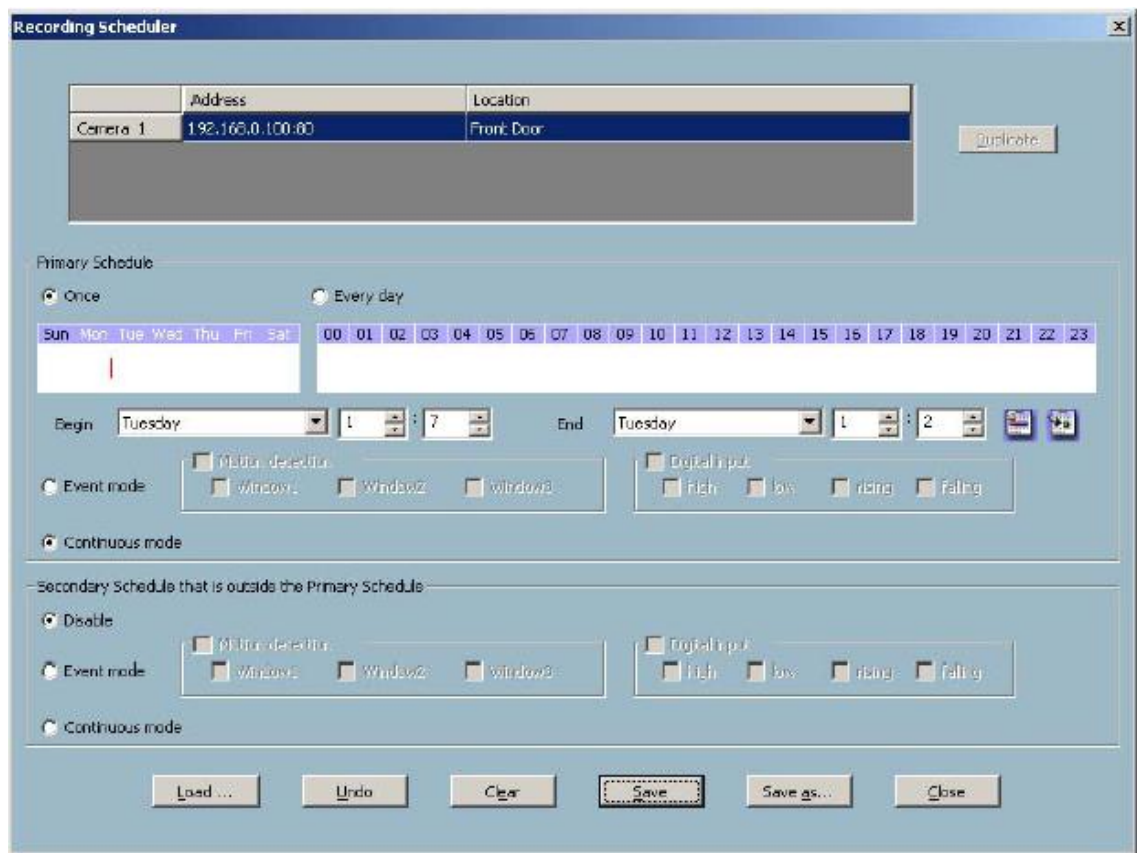 Recording Scheduler
Address Location
Camera 1 192.168.0.100:80 Front Door
Duplicate
Primary Schedule
Once Every day
Sun Mon Tue Wed Thu Fri Sat 00 01 02 03 04 05 06 07 08 09 10 11 12 13 14 15 16 17 18 19 20 21 22 23
Begin Tuesday 1 : 7 End Tuesday 1 : 2
Motion detection Digital input
Event mode Window1 Window2 window3 high low rising falling
Continuous mode
Secondary Schedule that is outside the Primary Schedule
Disable
Motion detection Digital input
Event mode Window1 Window2 window3 high low rising falling
Continuous mode
Load ... Undo Clear Save Save as... Close